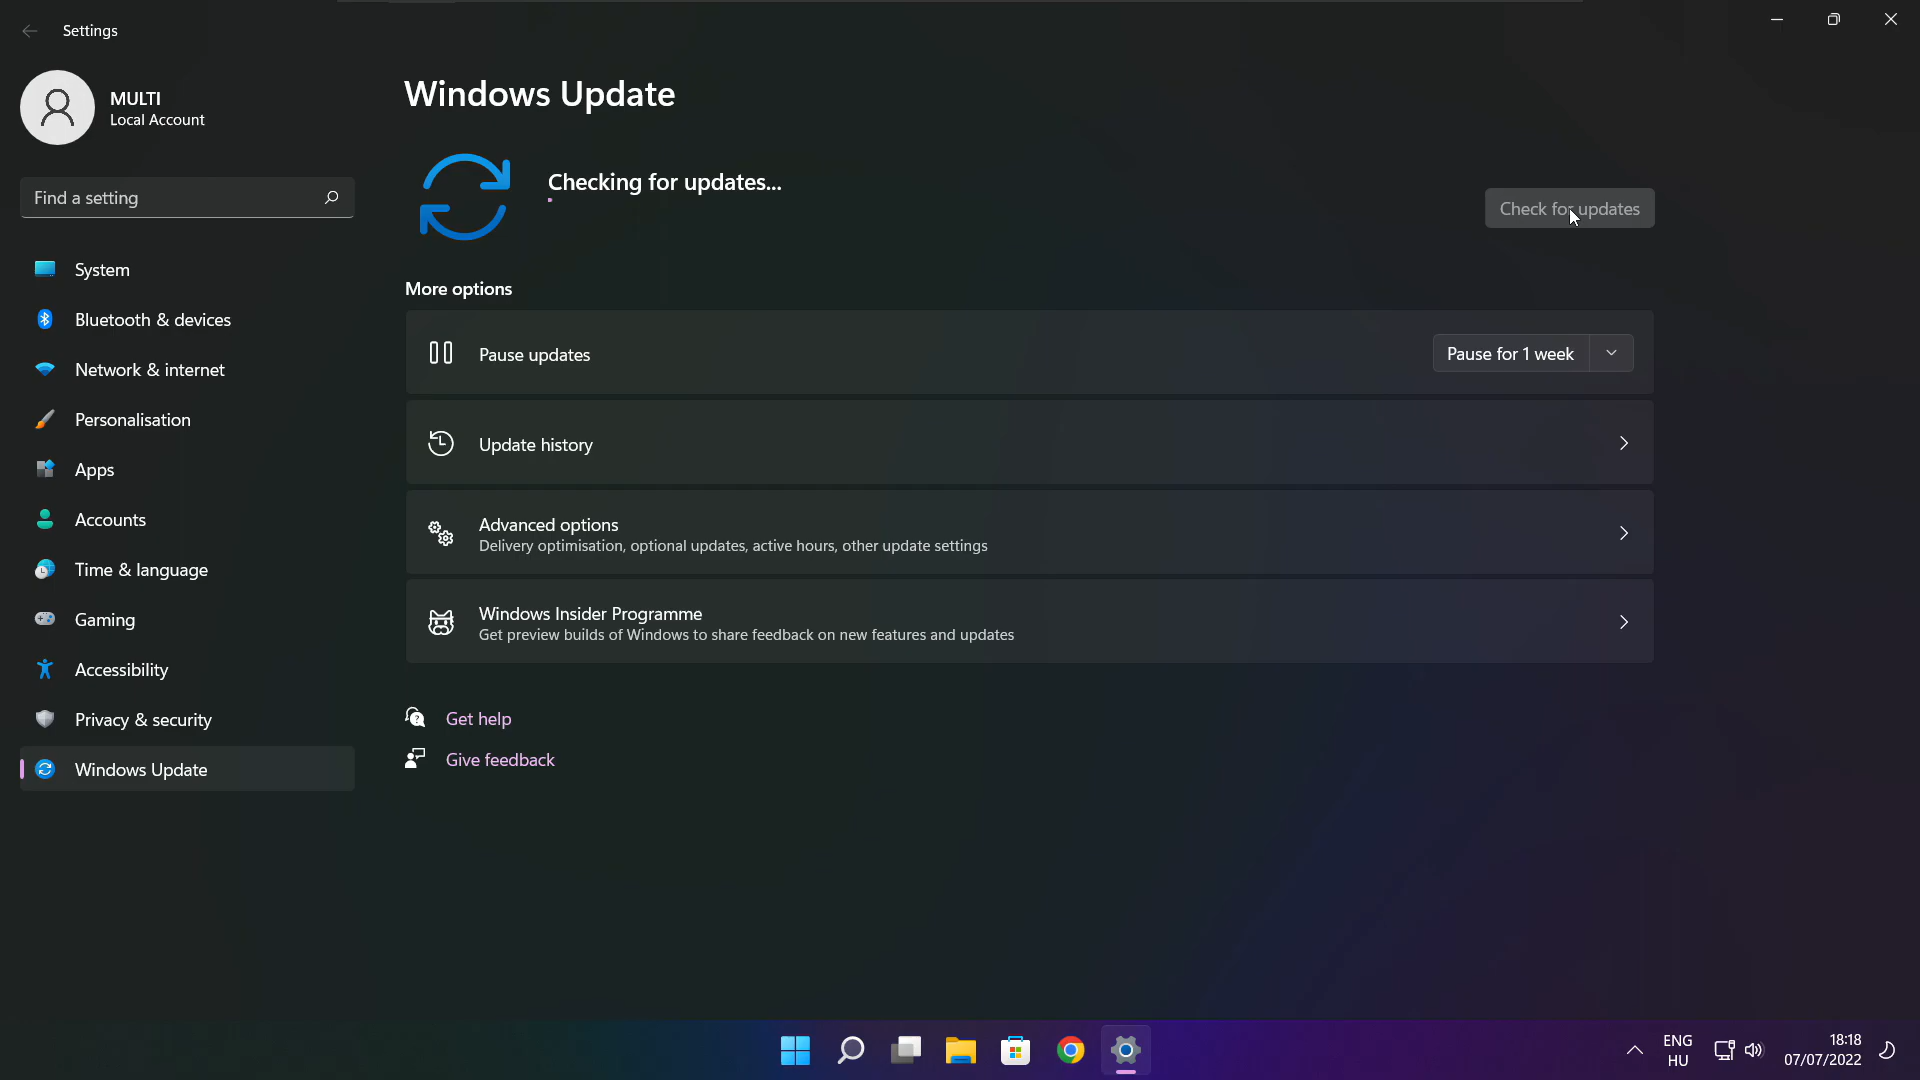 Settings
MULTI
Local Account
Find a setting
System
Bluetooth & devices
Network & internet
Personalisation
Apps
Accounts
Time & language
Gaming
Accessibility
Privacy & security
Windows Update
Windows Update
Checking for updates...
Check for updates
More options
Pause updates
Pause for 1 week
Update history
Advanced options
Delivery optimisation, optional updates, active hours, other update settings
Windows Insider Programme
Get preview builds of Windows to share feedback on new features and updates
Get help
Give feedback
ENG
HU
18:18
07/07/2022